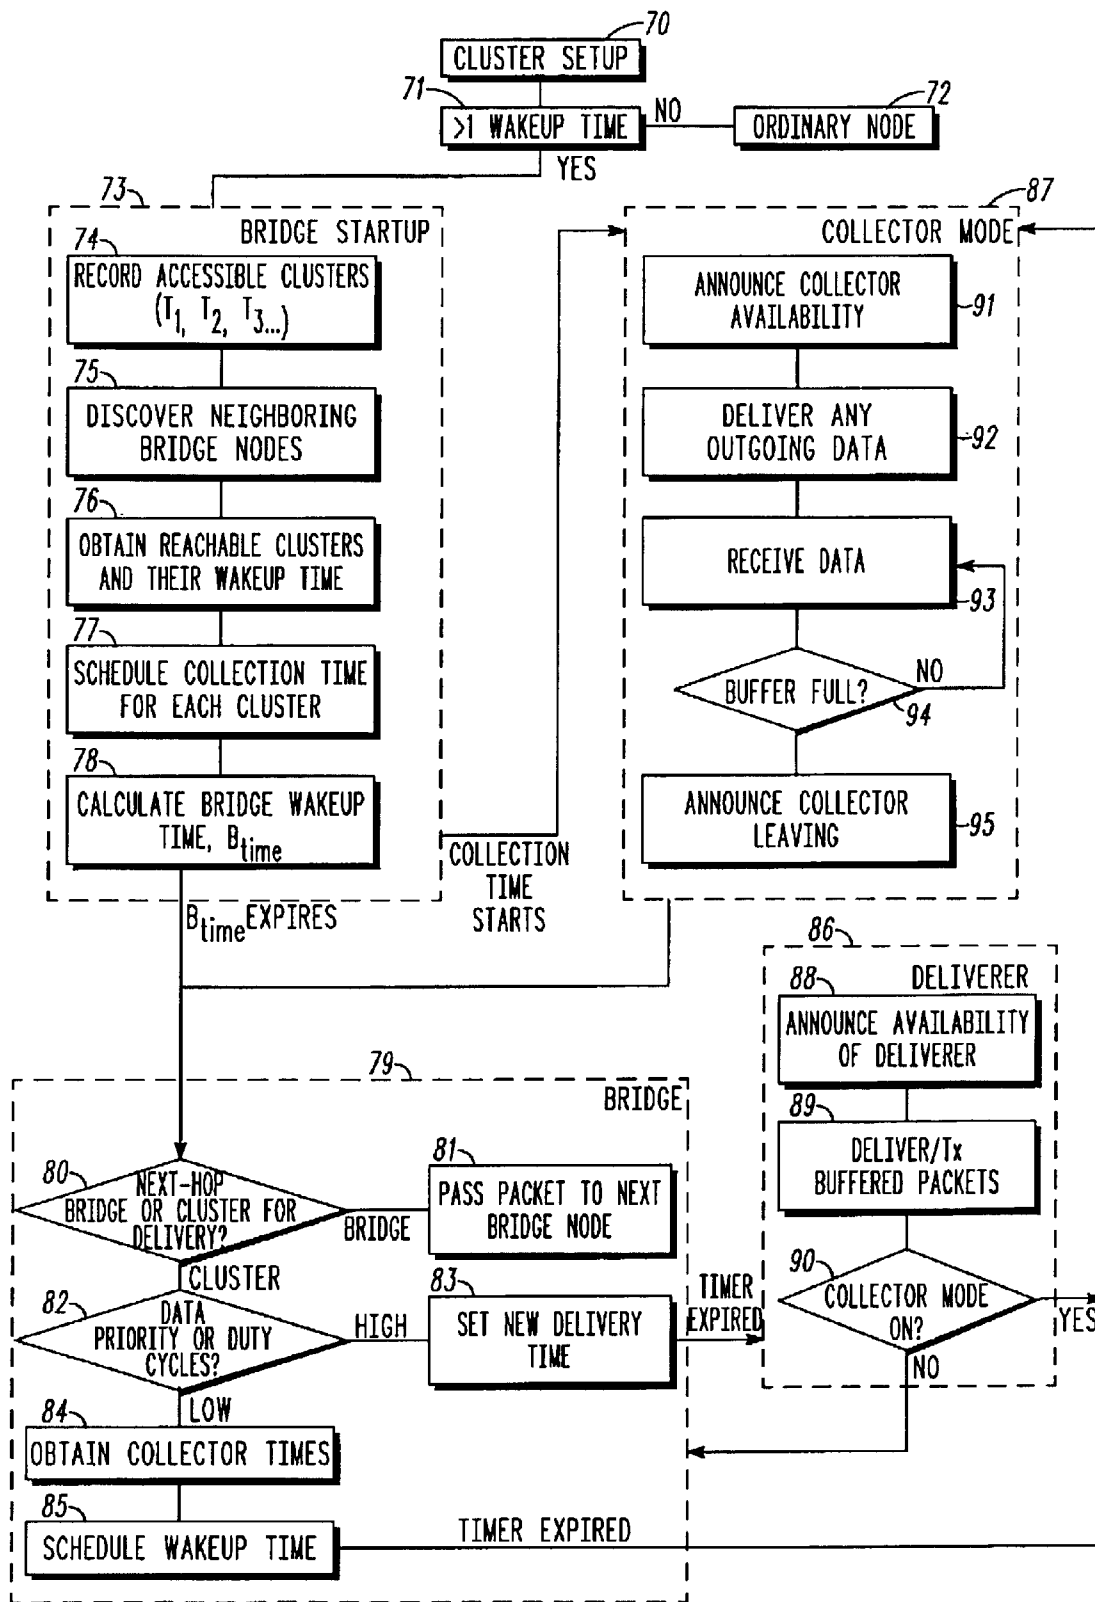 70
CLUSTER SETUP
71
>1 WAKEUP TIME
NO
72
ORDINARY NODE
YES
73
BRIDGE STARTUP
74
RECORD ACCESSIBLE CLUSTERS
(T1, T2, T3...)
75
DISCOVER NEIGHBORING
BRIDGE NODES
76
OBTAIN REACHABLE CLUSTERS
AND THEIR WAKEUP TIME
77
SCHEDULE COLLECTION TIME
FOR EACH CLUSTER
78
CALCULATE BRIDGE WAKEUP
TIME, Btime
Btime EXPIRES
COLLECTION
TIME
STARTS
87
COLLECTOR MODE
ANNOUNCE COLLECTOR
AVAILABILITY
91
DELIVER ANY
OUTGOING DATA
92
RECEIVE DATA
93
BUFFER FULL?
NO
94
ANNOUNCE COLLECTOR
LEAVING
95
86
DELIVERER
88
ANNOUNCE AVAILABILITY
OF DELIVERER
89
DELIVER/Tx
BUFFERED PACKETS
90
COLLECTOR MODE
ON?
YES
NO
79
BRIDGE
80
NEXT-HOP
BRIDGE OR CLUSTER FOR
DELIVERY?
BRIDGE
81
PASS PACKET TO NEXT
BRIDGE NODE
CLUSTER
82
DATA
PRIORITY OR DUTY
CYCLES?
HIGH
83
SET NEW DELIVERY
TIME
TIMER
EXPIRED
LOW
84
OBTAIN COLLECTOR TIMES
85
SCHEDULE WAKEUP TIME
TIMER EXPIRED